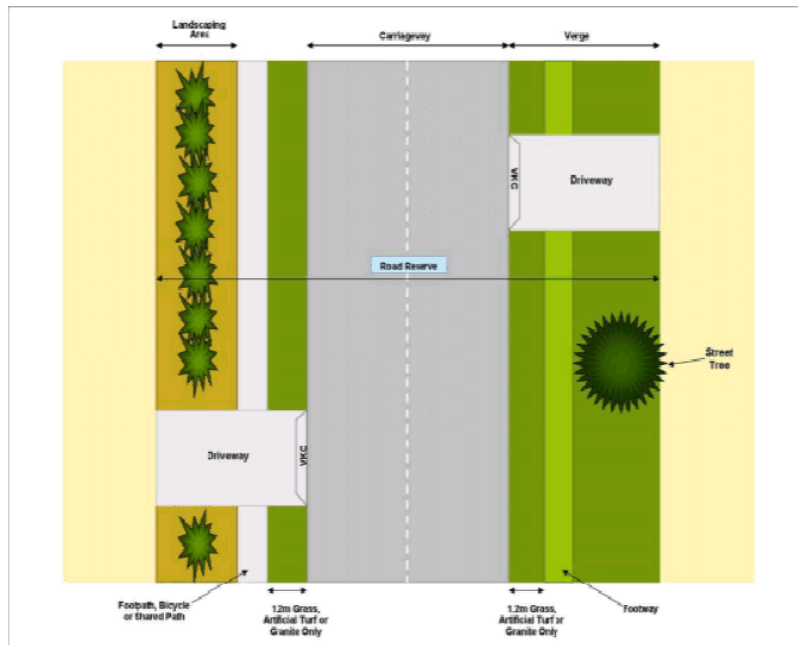 Landscaping
Area
Carriageway
Verge
VKC
Driveway
Road Reserve
Street
Tree
Driveway
VKC
Footpath, Bicycle
or Shared Path
1.2m Grass,
Artificial Turf or
Granite Only
1.2m Grass,
Artificial Turf or
Granite Only
Footway